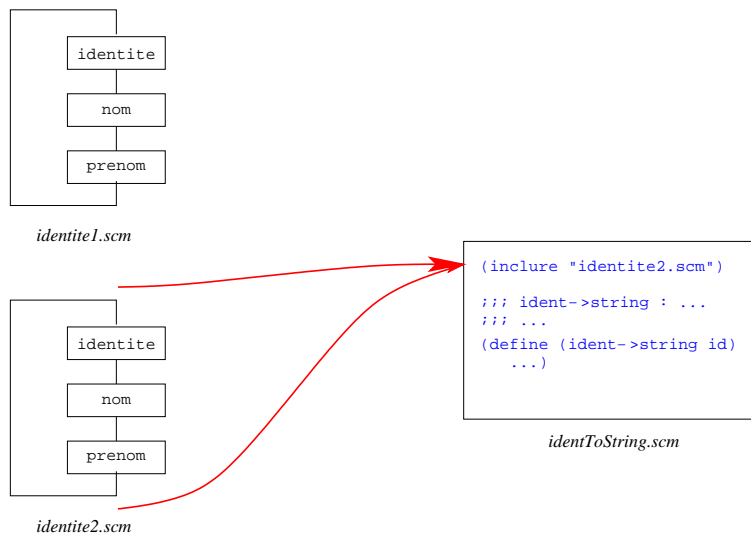 identite
nom
prenom
identite1.scm
identite
nom
prenom
identite2.scm
(inclure "identite2.scm")
;;; ident->string : ...
;;; ...
(define (ident->string id)
...)
identToString.scm